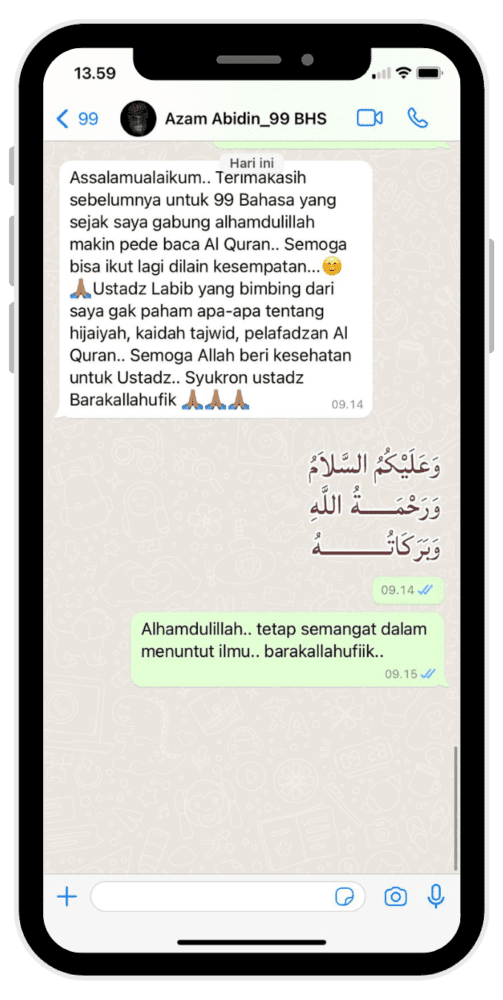 13.59
99
Azam Abidin_99 BHS
Hari ini
Assalamualaikum.. Terimakasih
sebelumnya untuk 99 Bahasa yang
sejak saya gabung alhamdulillah
makin pede baca Al Quran.. Semoga
bisa ikut lagi dilain kesempatan...😊
🙏🏽Ustadz Labib yang bimbing dari
saya gak paham apa-apa tentang
hijaiyah, kaidah tajwid, pelafadzan Al
Quran.. Semoga Allah beri kesehatan
untuk Ustadz.. Syukron ustadz
Barakallahufik 🙏🏽🙏🏽🙏🏽
09.14
وَعَلَيْكُمُ السَّلاَمُ
وَرَحْمَـــــةُ اللَّهِ
وَبَرَكَاتُـــــــــهُ
09.14
Alhamdulillah.. tetap semangat dalam
menuntut ilmu.. barakallahufiik..
09.15